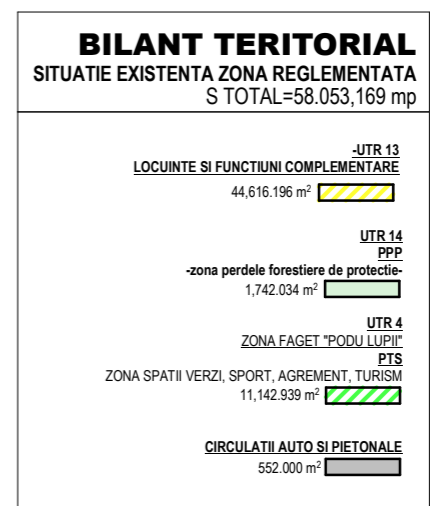 BILANT TERITORIAL
SITUATIE EXISTENTA ZONA REGLEMENTATA
S TOTAL=58.053,169 mp
-UTR 13
LOCUINTE SI FUNCTIUNI COMPLEMENTARE
44,616.196 m²
UTR 14
PPP
-zona perdele forestiere de protectie-
1,742.034 m²
UTR 4
ZONA FAGET "PODU LUPII"
PTS
ZONA SPATII VERZI, SPORT, AGREMENT, TURISM
11,142.939 m²
CIRCULATII AUTO SI PIETONALE
552.000 m²